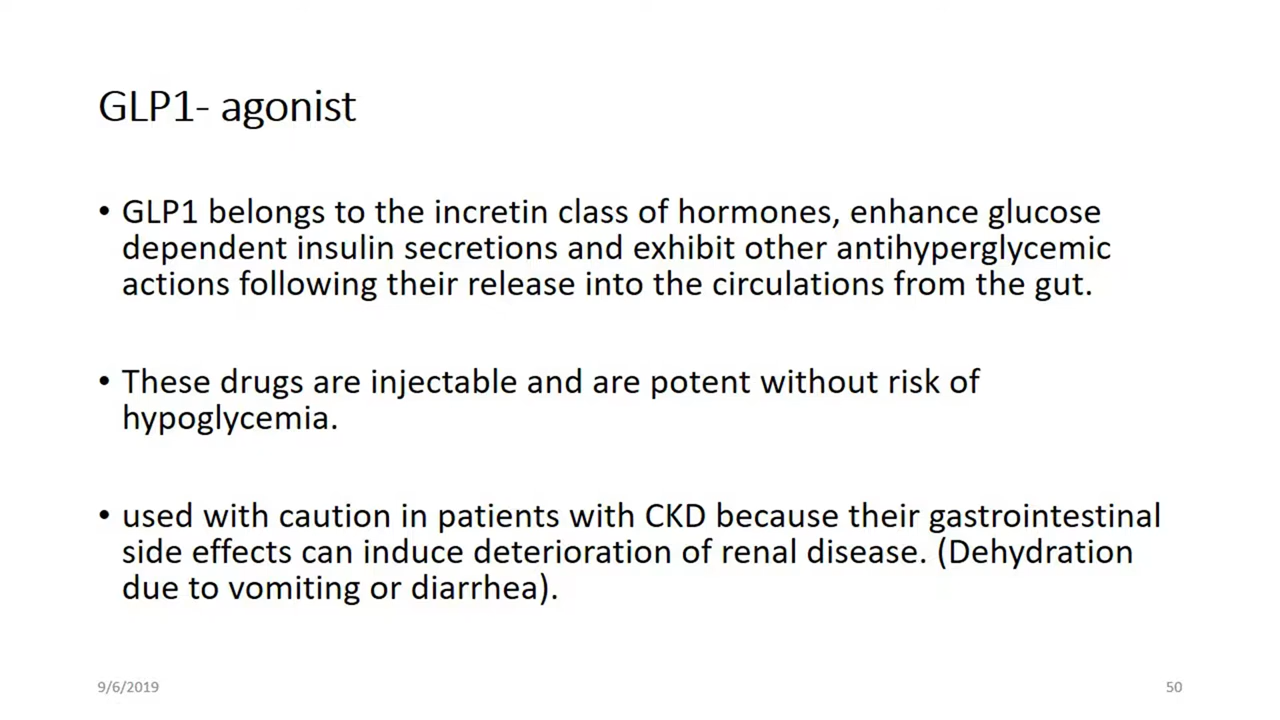 GLP1- agonist
• GLP1 belongs to the incretin class of hormones, enhance glucose
dependent insulin secretions and exhibit other antihyperglycemic
actions following their release into the circulations from the gut.
• These drugs are injectable and are potent without risk of
hypoglycemia.
• used with caution in patients with CKD because their gastrointestinal
side effects can induce deterioration of renal disease. (Dehydration
due to vomiting or diarrhea).
9/6/2019
50